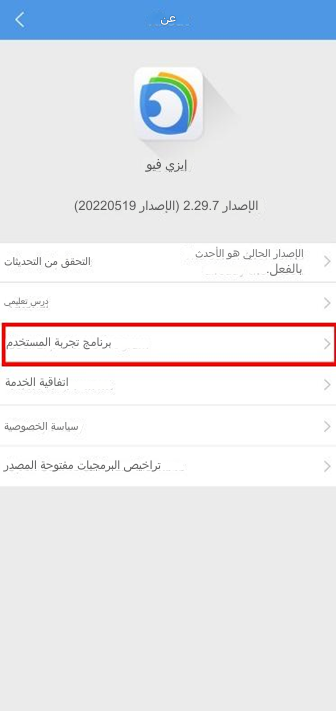 عن
إيزي فيو
الإصدار 2.29.7 (الإصدار 20220519)
التحقق من التحديثات
الإصدار الحالي هو الأحدث
بالفعل.
درس تعليمي
برنامج تجربة المستخدم
اتفاقية الخدمة
سياسة الخصوصية
تراخيص البرمجيات مفتوحة المصدر